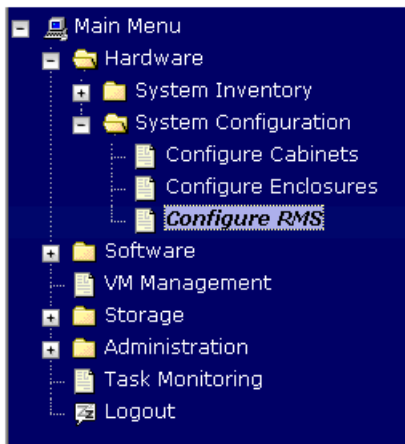 Main Menu
Hardware
System Inventory
System Configuration
Configure Cabinets
Configure Enclosures
Configure RMS
Software
VM Management
Storage
Administration
Task Monitoring
Logout